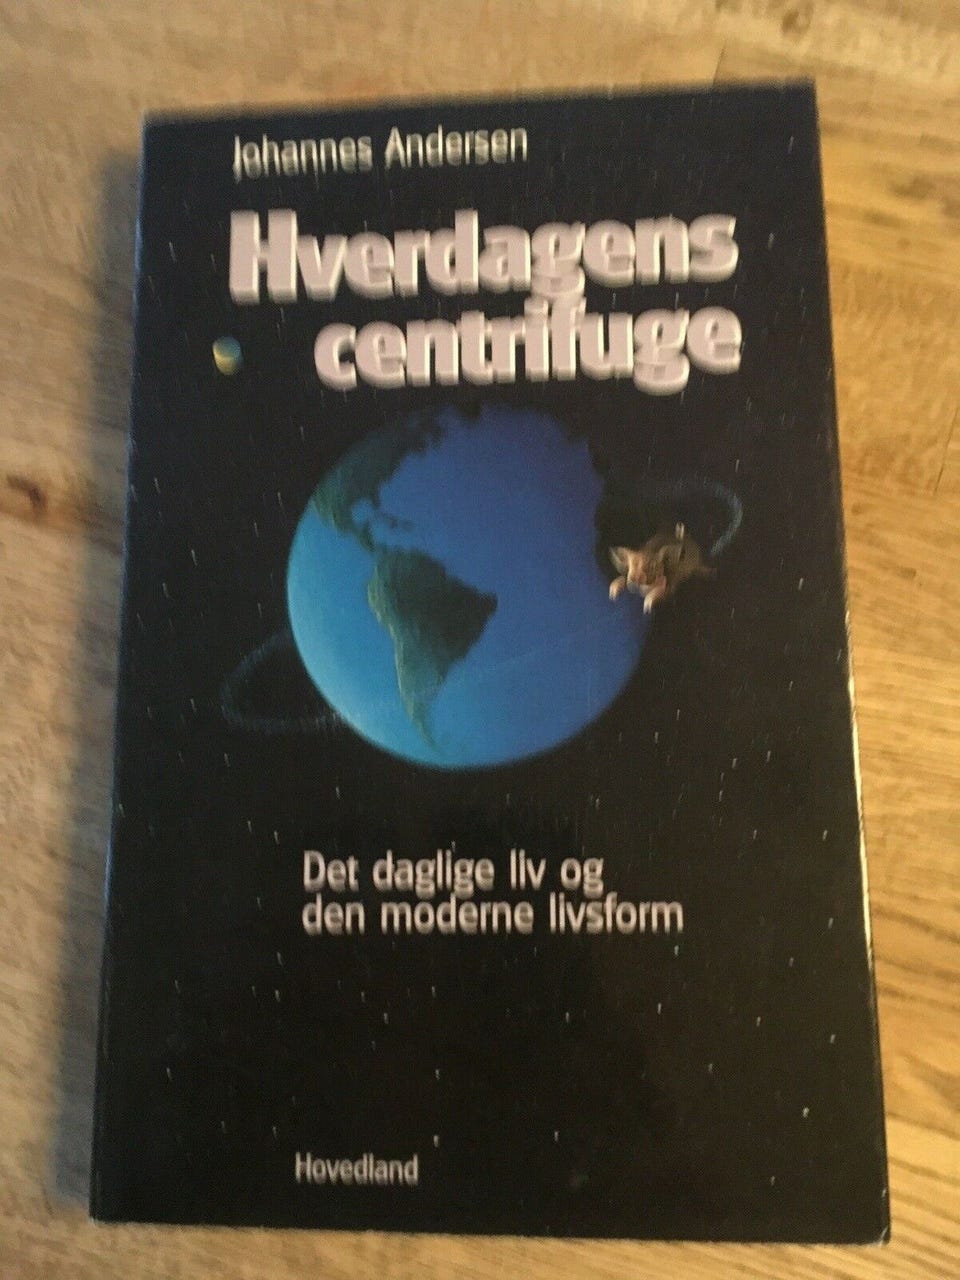 Johannes Andersen
Hverdagens
centrifuge
Det daglige liv og
den moderne livsform
Hovedland